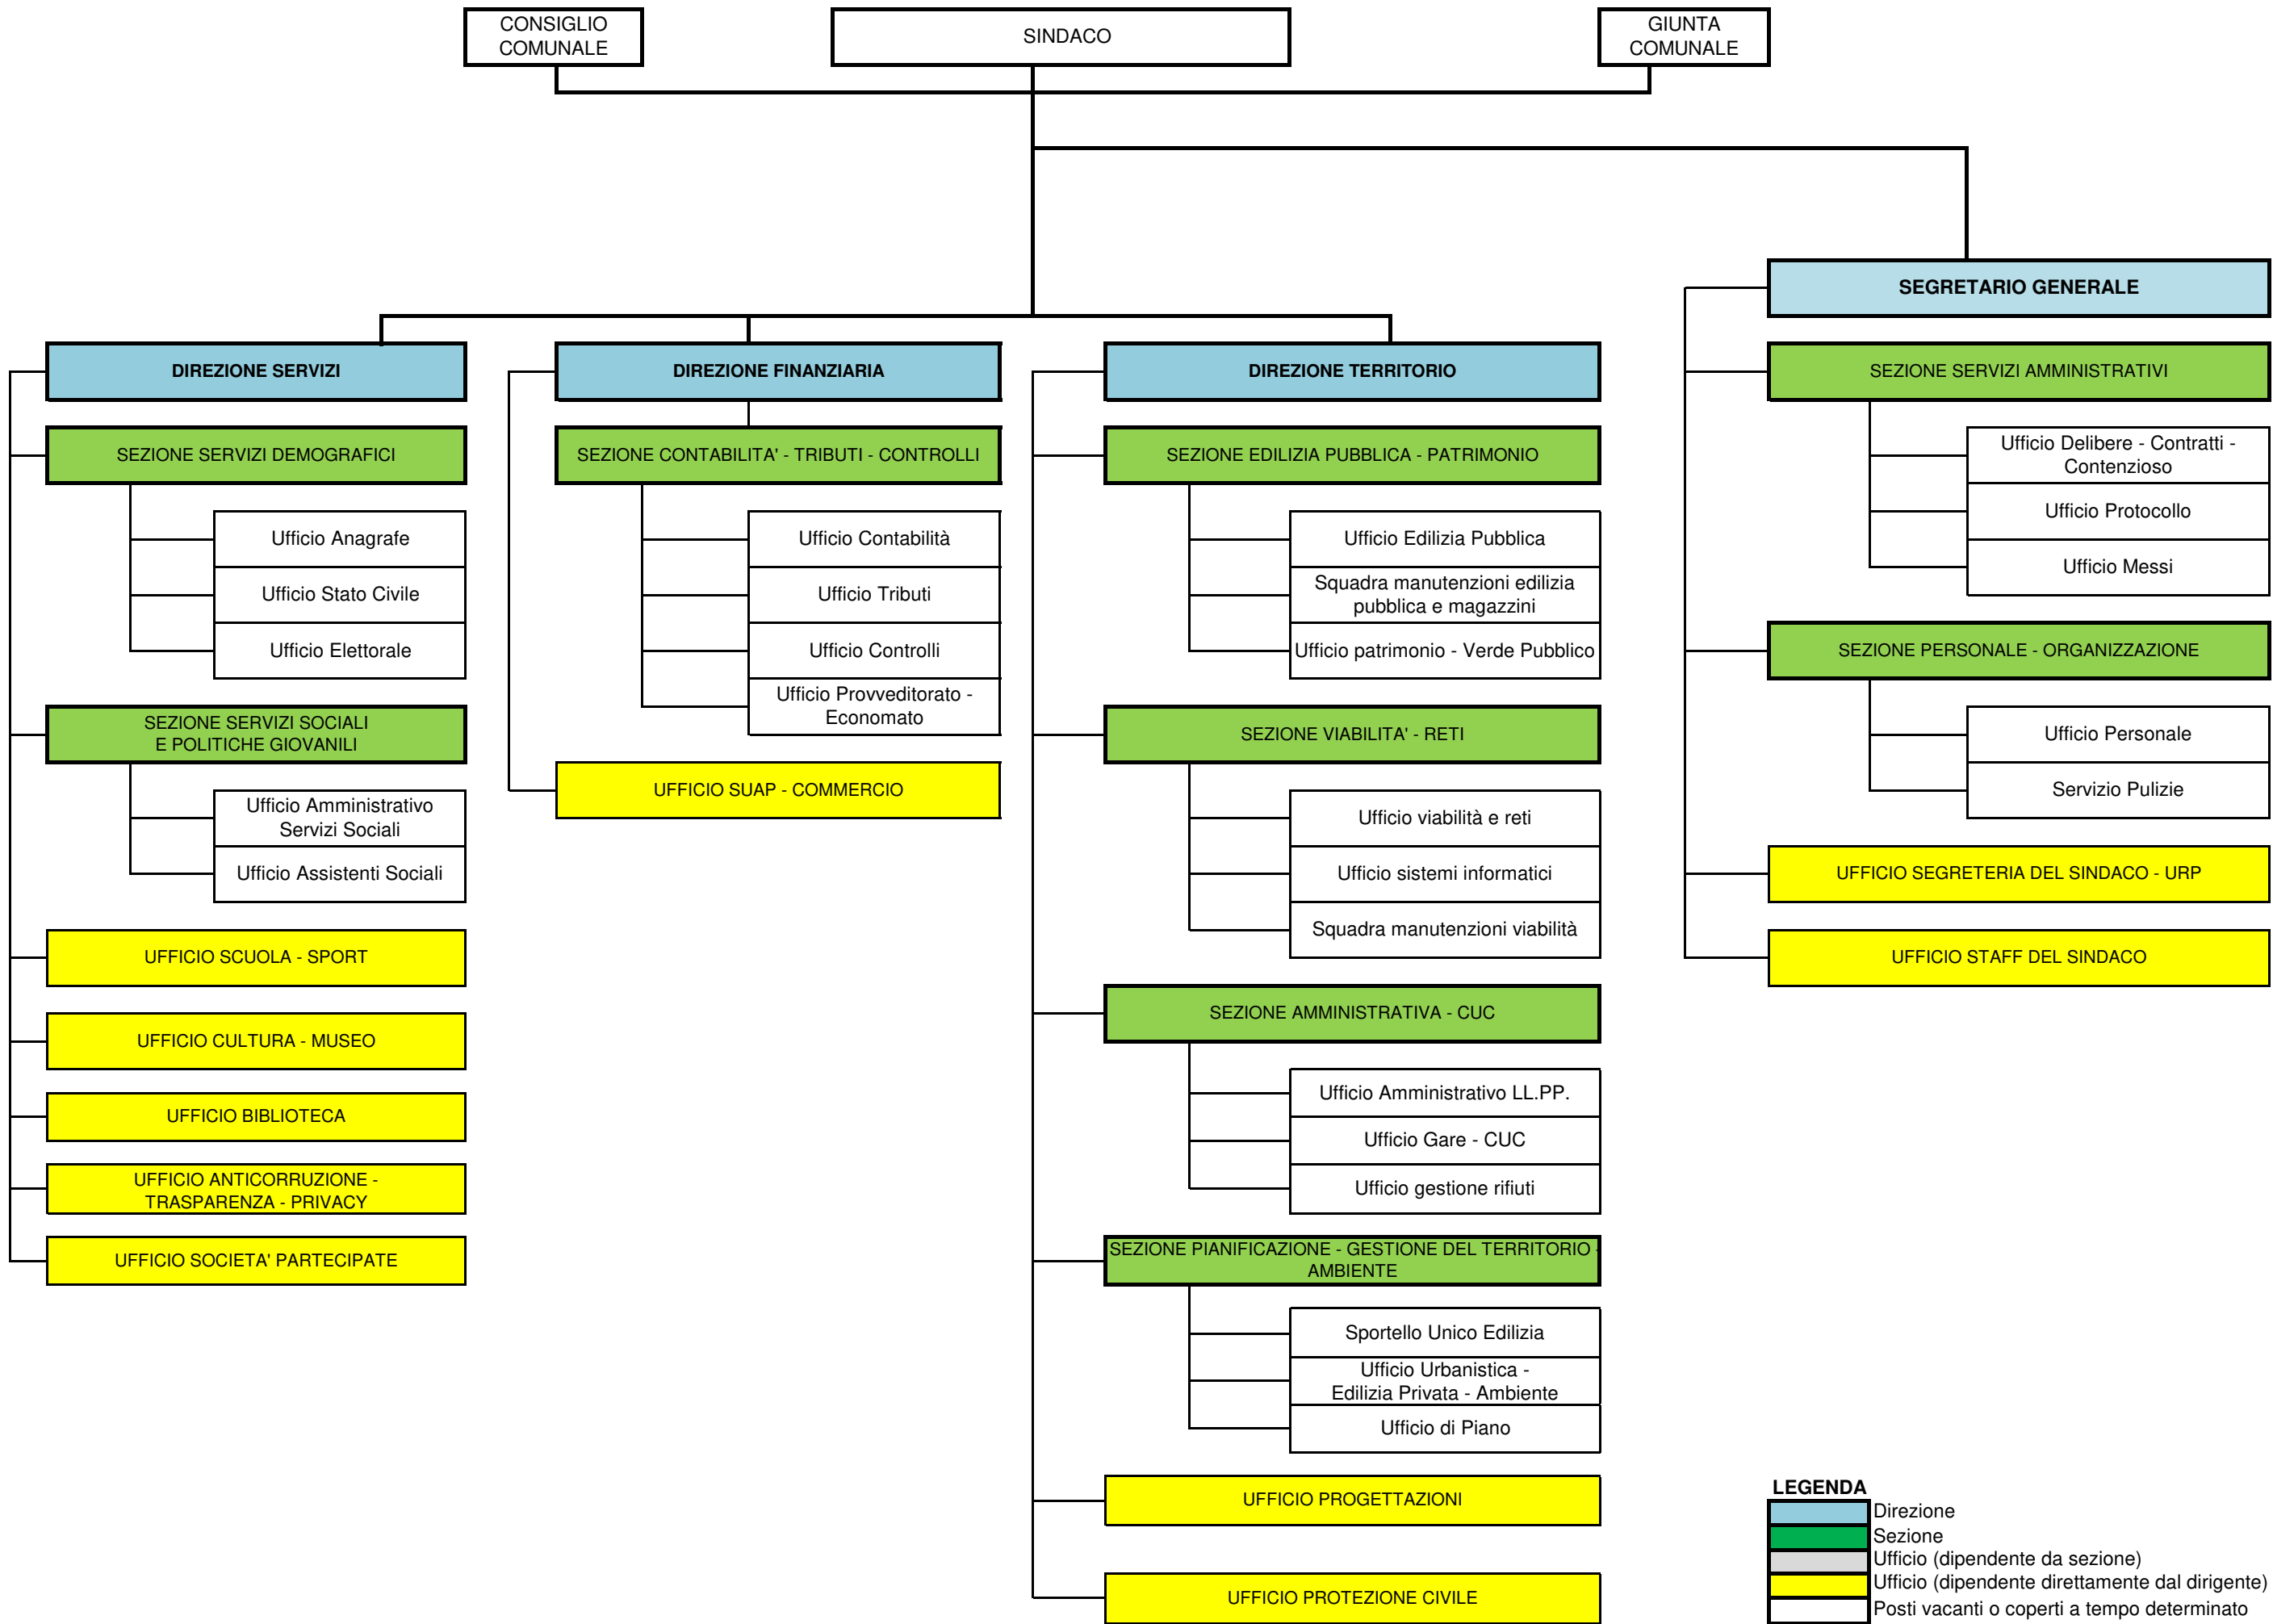 CONSIGLIO
COMUNALE
SINDACO
GIUNTA
COMUNALE
SEGRETARIO GENERALE
DIREZIONE SERVIZI
SEZIONE SERVIZI DEMOGRAFICI
Ufficio Anagrafe
Ufficio Stato Civile
Ufficio Elettorale
SEZIONE SERVIZI SOCIALI
E POLITICHE GIOVANILI
Ufficio Amministrativo
Servizi Sociali
Ufficio Assistenti Sociali
UFFICIO SCUOLA - SPORT
UFFICIO CULTURA - MUSEO
UFFICIO BIBLIOTECA
UFFICIO ANTICORRUZIONE -
TRASPARENZA - PRIVACY
UFFICIO SOCIETA' PARTECIPATE
DIREZIONE FINANZIARIA
SEZIONE CONTABILITA' - TRIBUTI - CONTROLLI
Ufficio Contabilità
Ufficio Tributi
Ufficio Controlli
Ufficio Provveditorato -
Economato
UFFICIO SUAP - COMMERCIO
DIREZIONE TERRITORIO
SEZIONE EDILIZIA PUBBLICA - PATRIMONIO
Ufficio Edilizia Pubblica
Squadra manutenzioni edilizia
pubblica e magazzini
Ufficio patrimonio - Verde Pubblico
SEZIONE VIABILITA' - RETI
Ufficio viabilità e reti
Ufficio sistemi informatici
Squadra manutenzioni viabilità
SEZIONE AMMINISTRATIVA - CUC
Ufficio Amministrativo LL.PP.
Ufficio Gare - CUC
Ufficio gestione rifiuti
SEZIONE PIANIFICAZIONE - GESTIONE DEL TERRITORIO -
AMBIENTE
Sportello Unico Edilizia
Ufficio Urbanistica -
Edilizia Privata - Ambiente
Ufficio di Piano
UFFICIO PROGETTAZIONI
UFFICIO PROTEZIONE CIVILE
SEZIONE SERVIZI AMMINISTRATIVI
Ufficio Delibere - Contratti -
Contenzioso
Ufficio Protocollo
Ufficio Messi
SEZIONE PERSONALE - ORGANIZZAZIONE
Ufficio Personale
Servizio Pulizie
UFFICIO SEGRETERIA DEL SINDACO - URP
UFFICIO STAFF DEL SINDACO
LEGENDA
Direzione
Sezione
Ufficio (dipendente da sezione)
Ufficio (dipendente direttamente dal dirigente)
Posti vacanti o coperti a tempo determinato